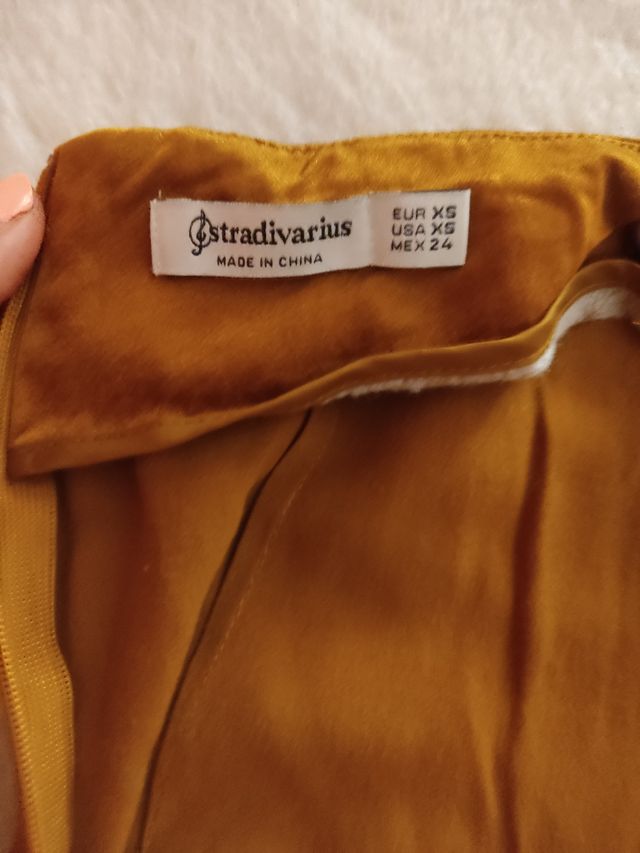 stradivarius
MADE IN CHINA
EUR XS
USA XS
MEX 24